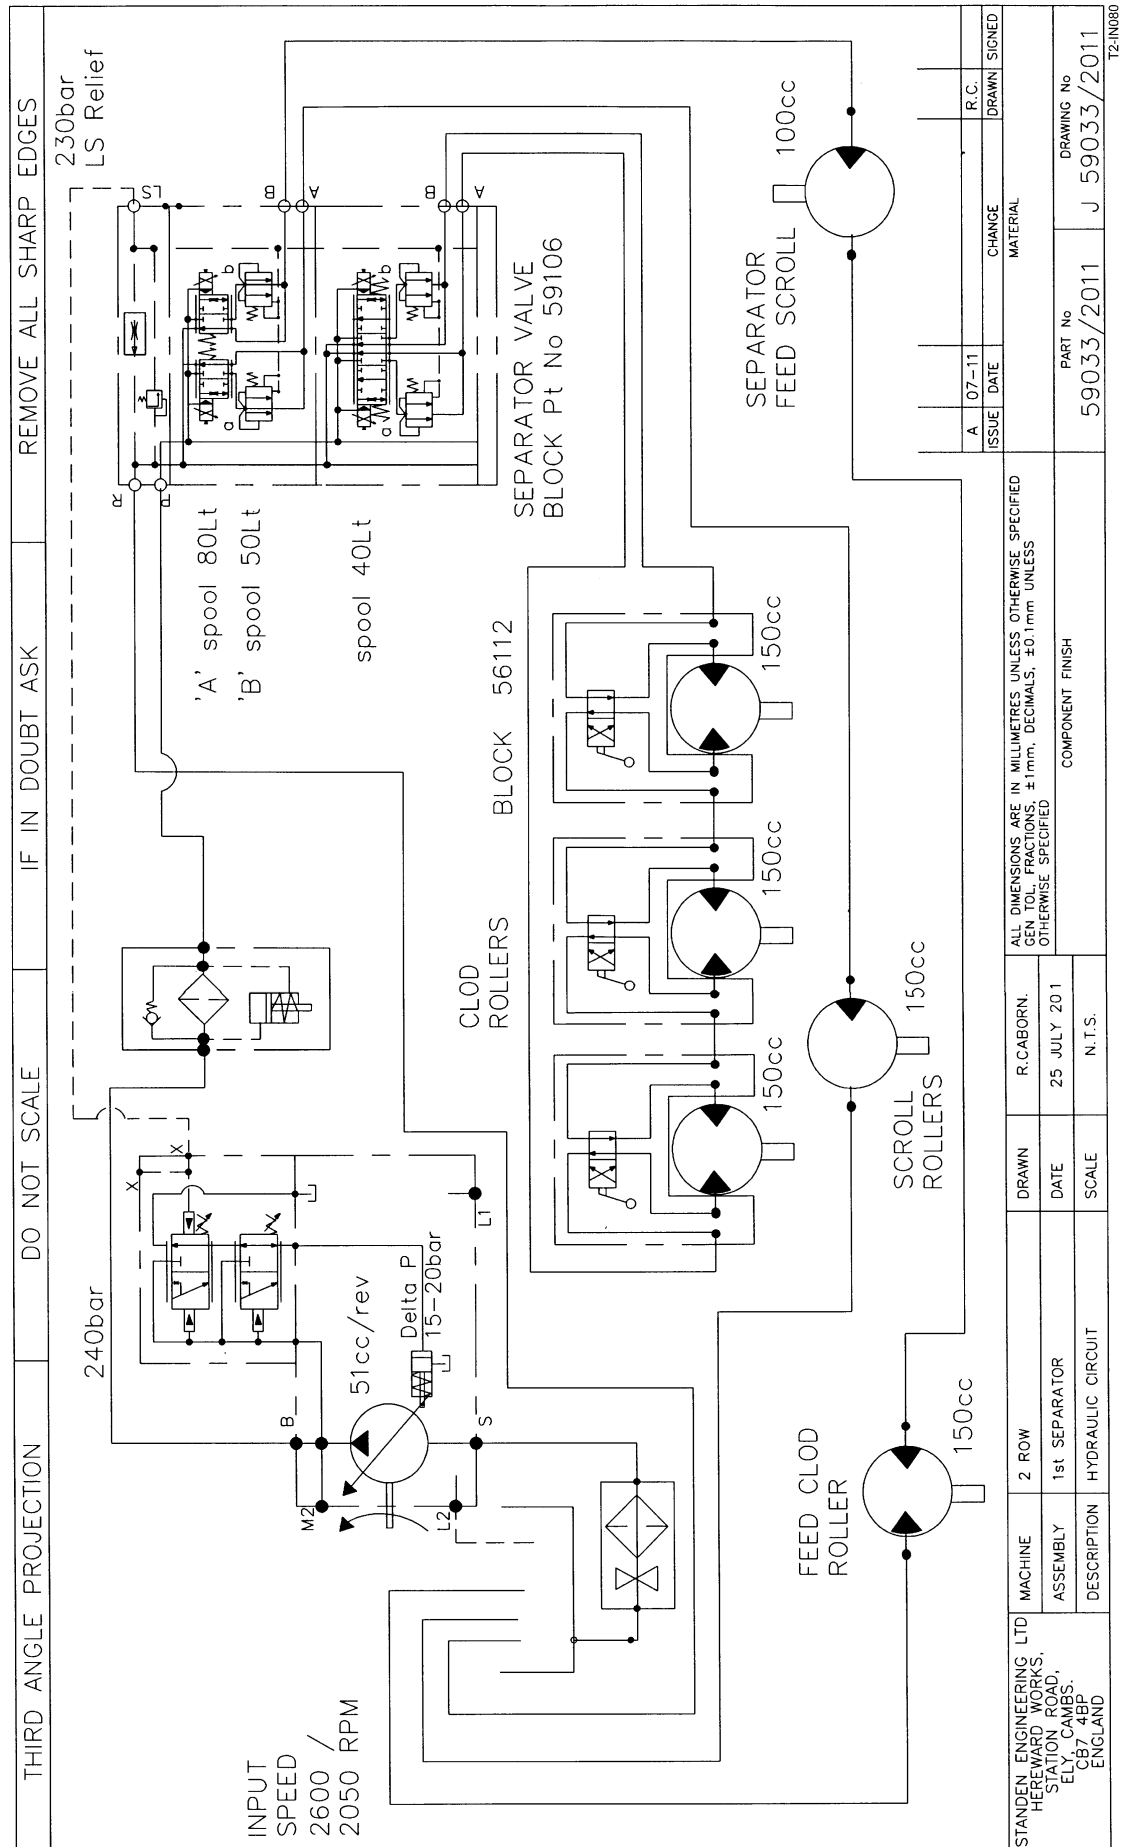 THIRD ANGLE PROJECTION
DO NOT SCALE
IF IN DOUBT ASK
REMOVE ALL SHARP EDGES
230bar
LS Relief
240bar
X
X
B
M2
L2
S
L1
51cc/rev
Delta P
15-20bar
INPUT
SPEED
2600 /
2050 RPM
R
P
LS
B
A
B
A
a
b
a
b
'A' spool 80Lt
'B' spool 50Lt
spool 40Lt
SEPARATOR VALVE
BLOCK Pt No 59106
CLOD
ROLLERS
BLOCK 56112
150cc
150cc
150cc
SEPARATOR
FEED SCROLL
100cc
SCROLL
ROLLERS
150cc
FEED CLOD
ROLLER
150cc
STANDEN ENGINEERING LTD
HEREWARD WORKS,
STATION ROAD,
ELY, CAMBS.
CB7 4BP
ENGLAND
MACHINE
2 ROW
ASSEMBLY
1st SEPARATOR
DESCRIPTION
HYDRAULIC CIRCUIT
DRAWN
R.CABORN.
DATE
25 JULY 201
SCALE
N.T.S.
ALL DIMENSIONS ARE IN MILLIMETRES UNLESS OTHERWISE SPECIFIED
GEN TOL, FRACTIONS, ±1mm, DECIMALS, ±0.1mm UNLESS
OTHERWISE SPECIFIED
COMPONENT FINISH
A
07-11
R.C.
ISSUE
DATE
CHANGE
DRAWN
SIGNED
MATERIAL
PART No
59033/2011
DRAWING No
J 59033/2011
T2-IN080